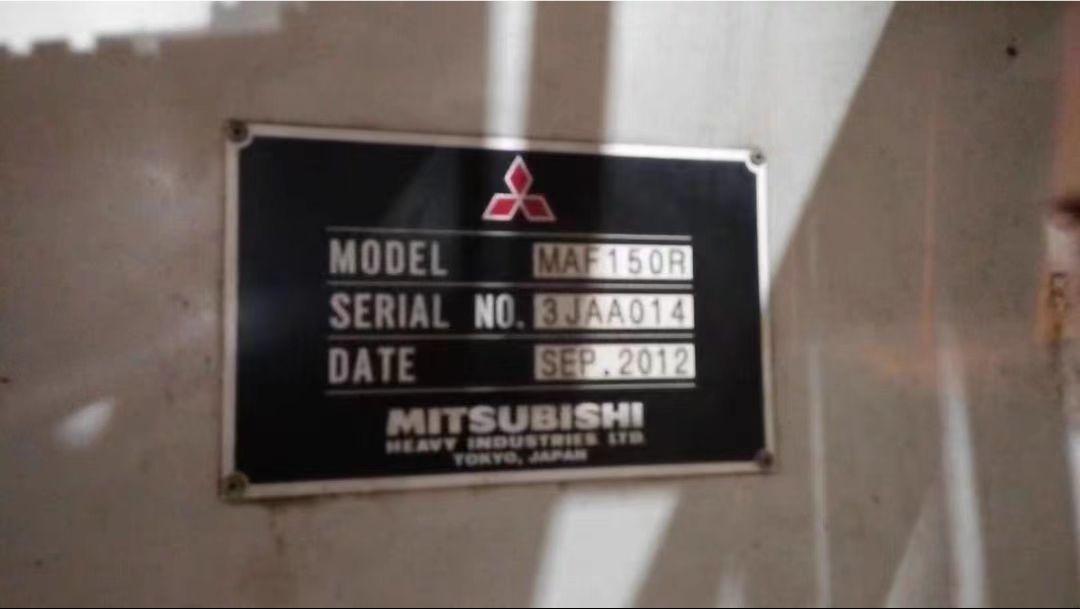 MODEL MAF150R
SERIAL NO. 3JAA014
DATE SEP.2012
MITSUBISHI
HEAVY INDUSTRIES LTD.
TOKYO, JAPAN